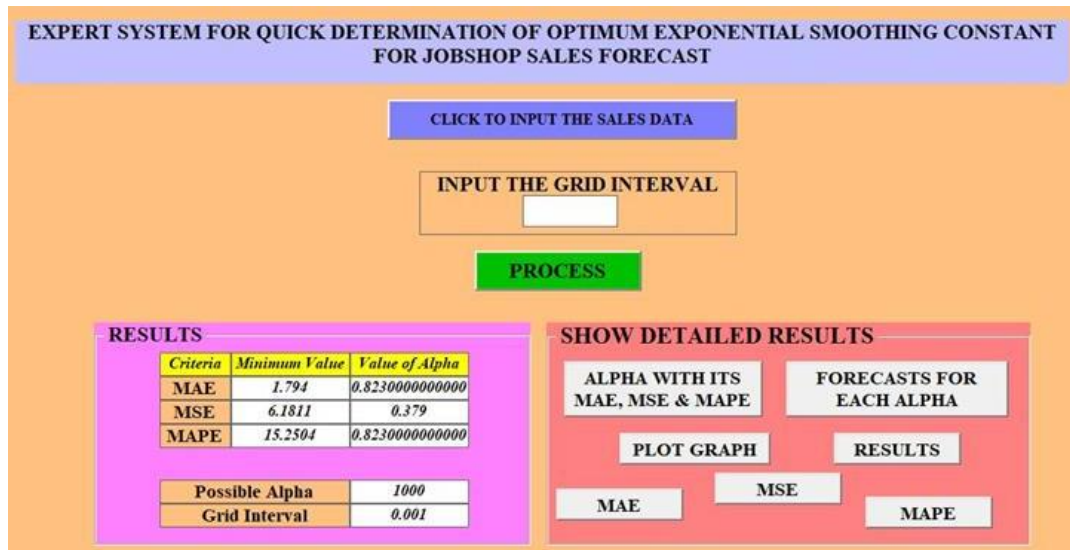 EXPERT SYSTEM FOR QUICK DETERMINATION OF OPTIMUM EXPONENTIAL SMOOTHING CONSTANT
FOR JOBSHOP SALES FORECAST
CLICK TO INPUT THE SALES DATA
INPUT THE GRID INTERVAL
PROCESS
RESULTS
Criteria Minimum Value Value of Alpha
MAE 1.794 0.8230000000000
MSE 6.1811 0.379
MAPE 15.2504 0.8230000000000
Possible Alpha 1000
Grid Interval 0.001
SHOW DETAILED RESULTS
ALPHA WITH ITS
MAE, MSE & MAPE
FORECASTS FOR
EACH ALPHA
PLOT GRAPH
RESULTS
MAE
MSE
MAPE